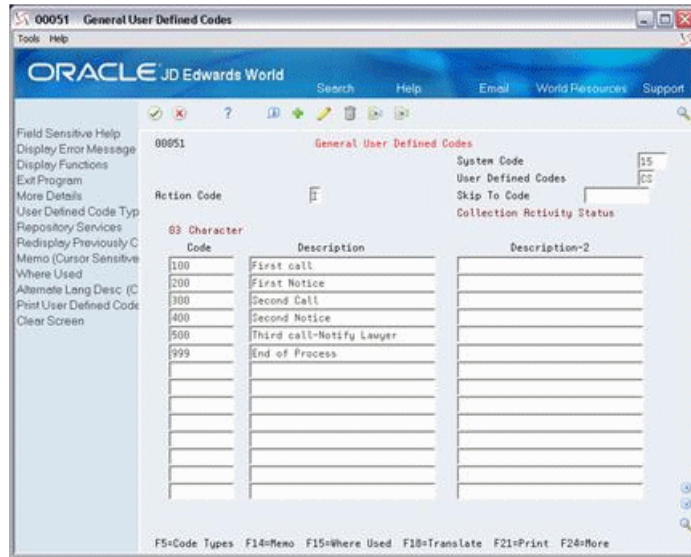 00051 General User Defined Codes
Tools Help
ORACLE JD Edwards World
Search Help Email World Resources Support
Field Sensitive Help
Display Error Message
Display Functions
Exit Program
More Details
User Defined Code Typ
Repository Services
Redisplay Previously C
Memo (Cursor Sensitive
Where Used
Alternate Lang Desc (C
Print User Defined Code
Clear Screen
00051 General User Defined Codes
System Code 15
User Defined Codes CS
Action Code I Skip To Code
Collection Activity Status
03 Character
Code Description Description-2
100 First call
200 First Notice
300 Second Call
400 Second Notice
500 Third call-Notify Lawyer
999 End of Process
F5=Code Types F14=Memo F15=Where Used F18=Translate F21=Print F24=More